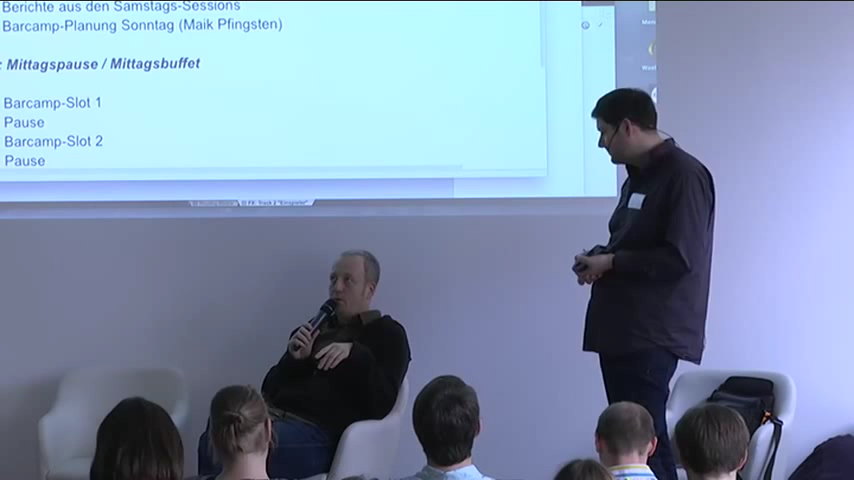 Berichte aus den Samstags-Sessions
Barcamp-Planung Sonntag (Maik Pfingsten)
: Mittagspause / Mittagsbuffet
Barcamp-Slot 1
Pause
Barcamp-Slot 2
Pause